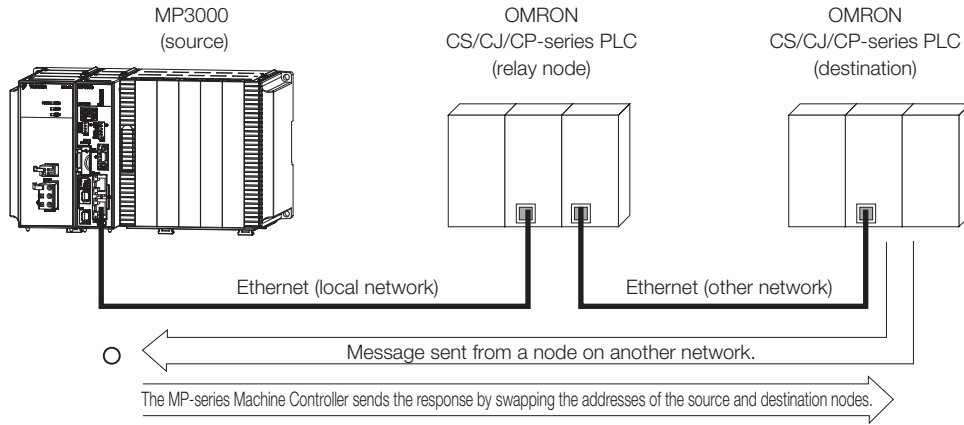 MP3000
(source)
OMRON
CS/CJ/CP-series PLC
(relay node)
OMRON
CS/CJ/CP-series PLC
(destination)
Ethernet (local network)
Ethernet (other network)
Message sent from a node on another network.
The MP-series Machine Controller sends the response by swapping the addresses of the source and destination nodes.